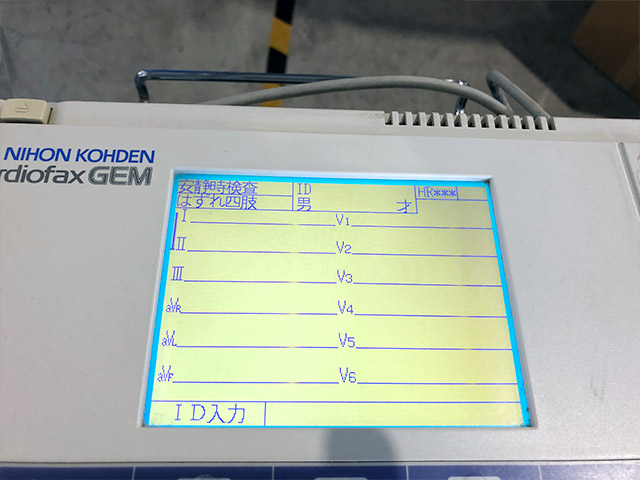 NIHON KOHDEN
rdiofax GEM
安静時検査 ID HR***
はずれ四肢 男 才
I V1
II V2
III V3
aVR V4
aVL V5
aVF V6
ID入力